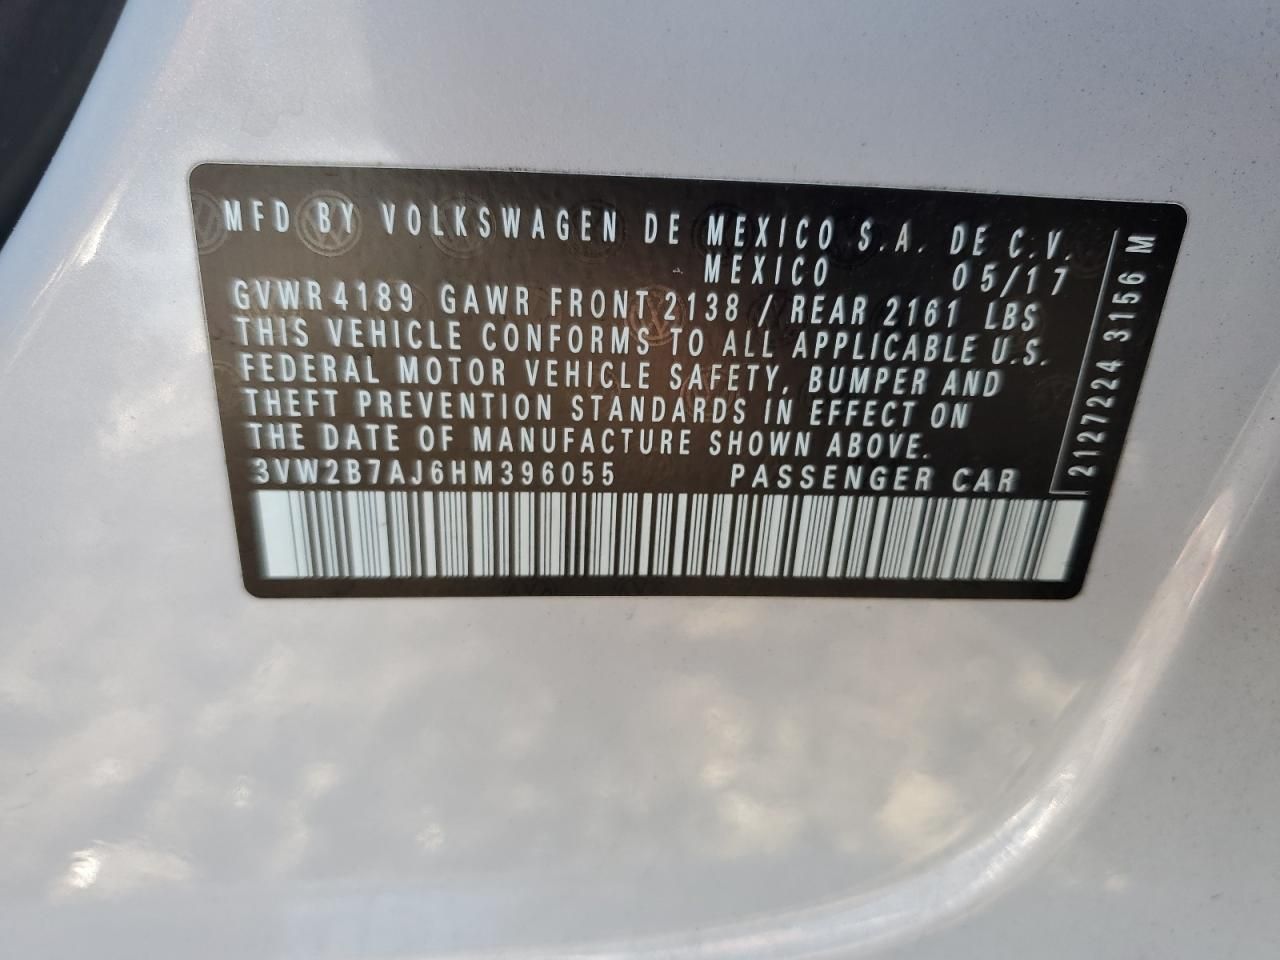 MFD BY VOLKSWAGEN DE MEXICO S.A. DE C.V.
MEXICO 05/17
GVWR 4189 GAWR FRONT 2138 / REAR 2161 LBS
THIS VEHICLE CONFORMS TO ALL APPLICABLE U.S.
FEDERAL MOTOR VEHICLE SAFETY, BUMPER AND
THEFT PREVENTION STANDARDS IN EFFECT ON
THE DATE OF MANUFACTURE SHOWN ABOVE.
3VW2B7AJ6HM396055 PASSENGER CAR
2127224 3156 M